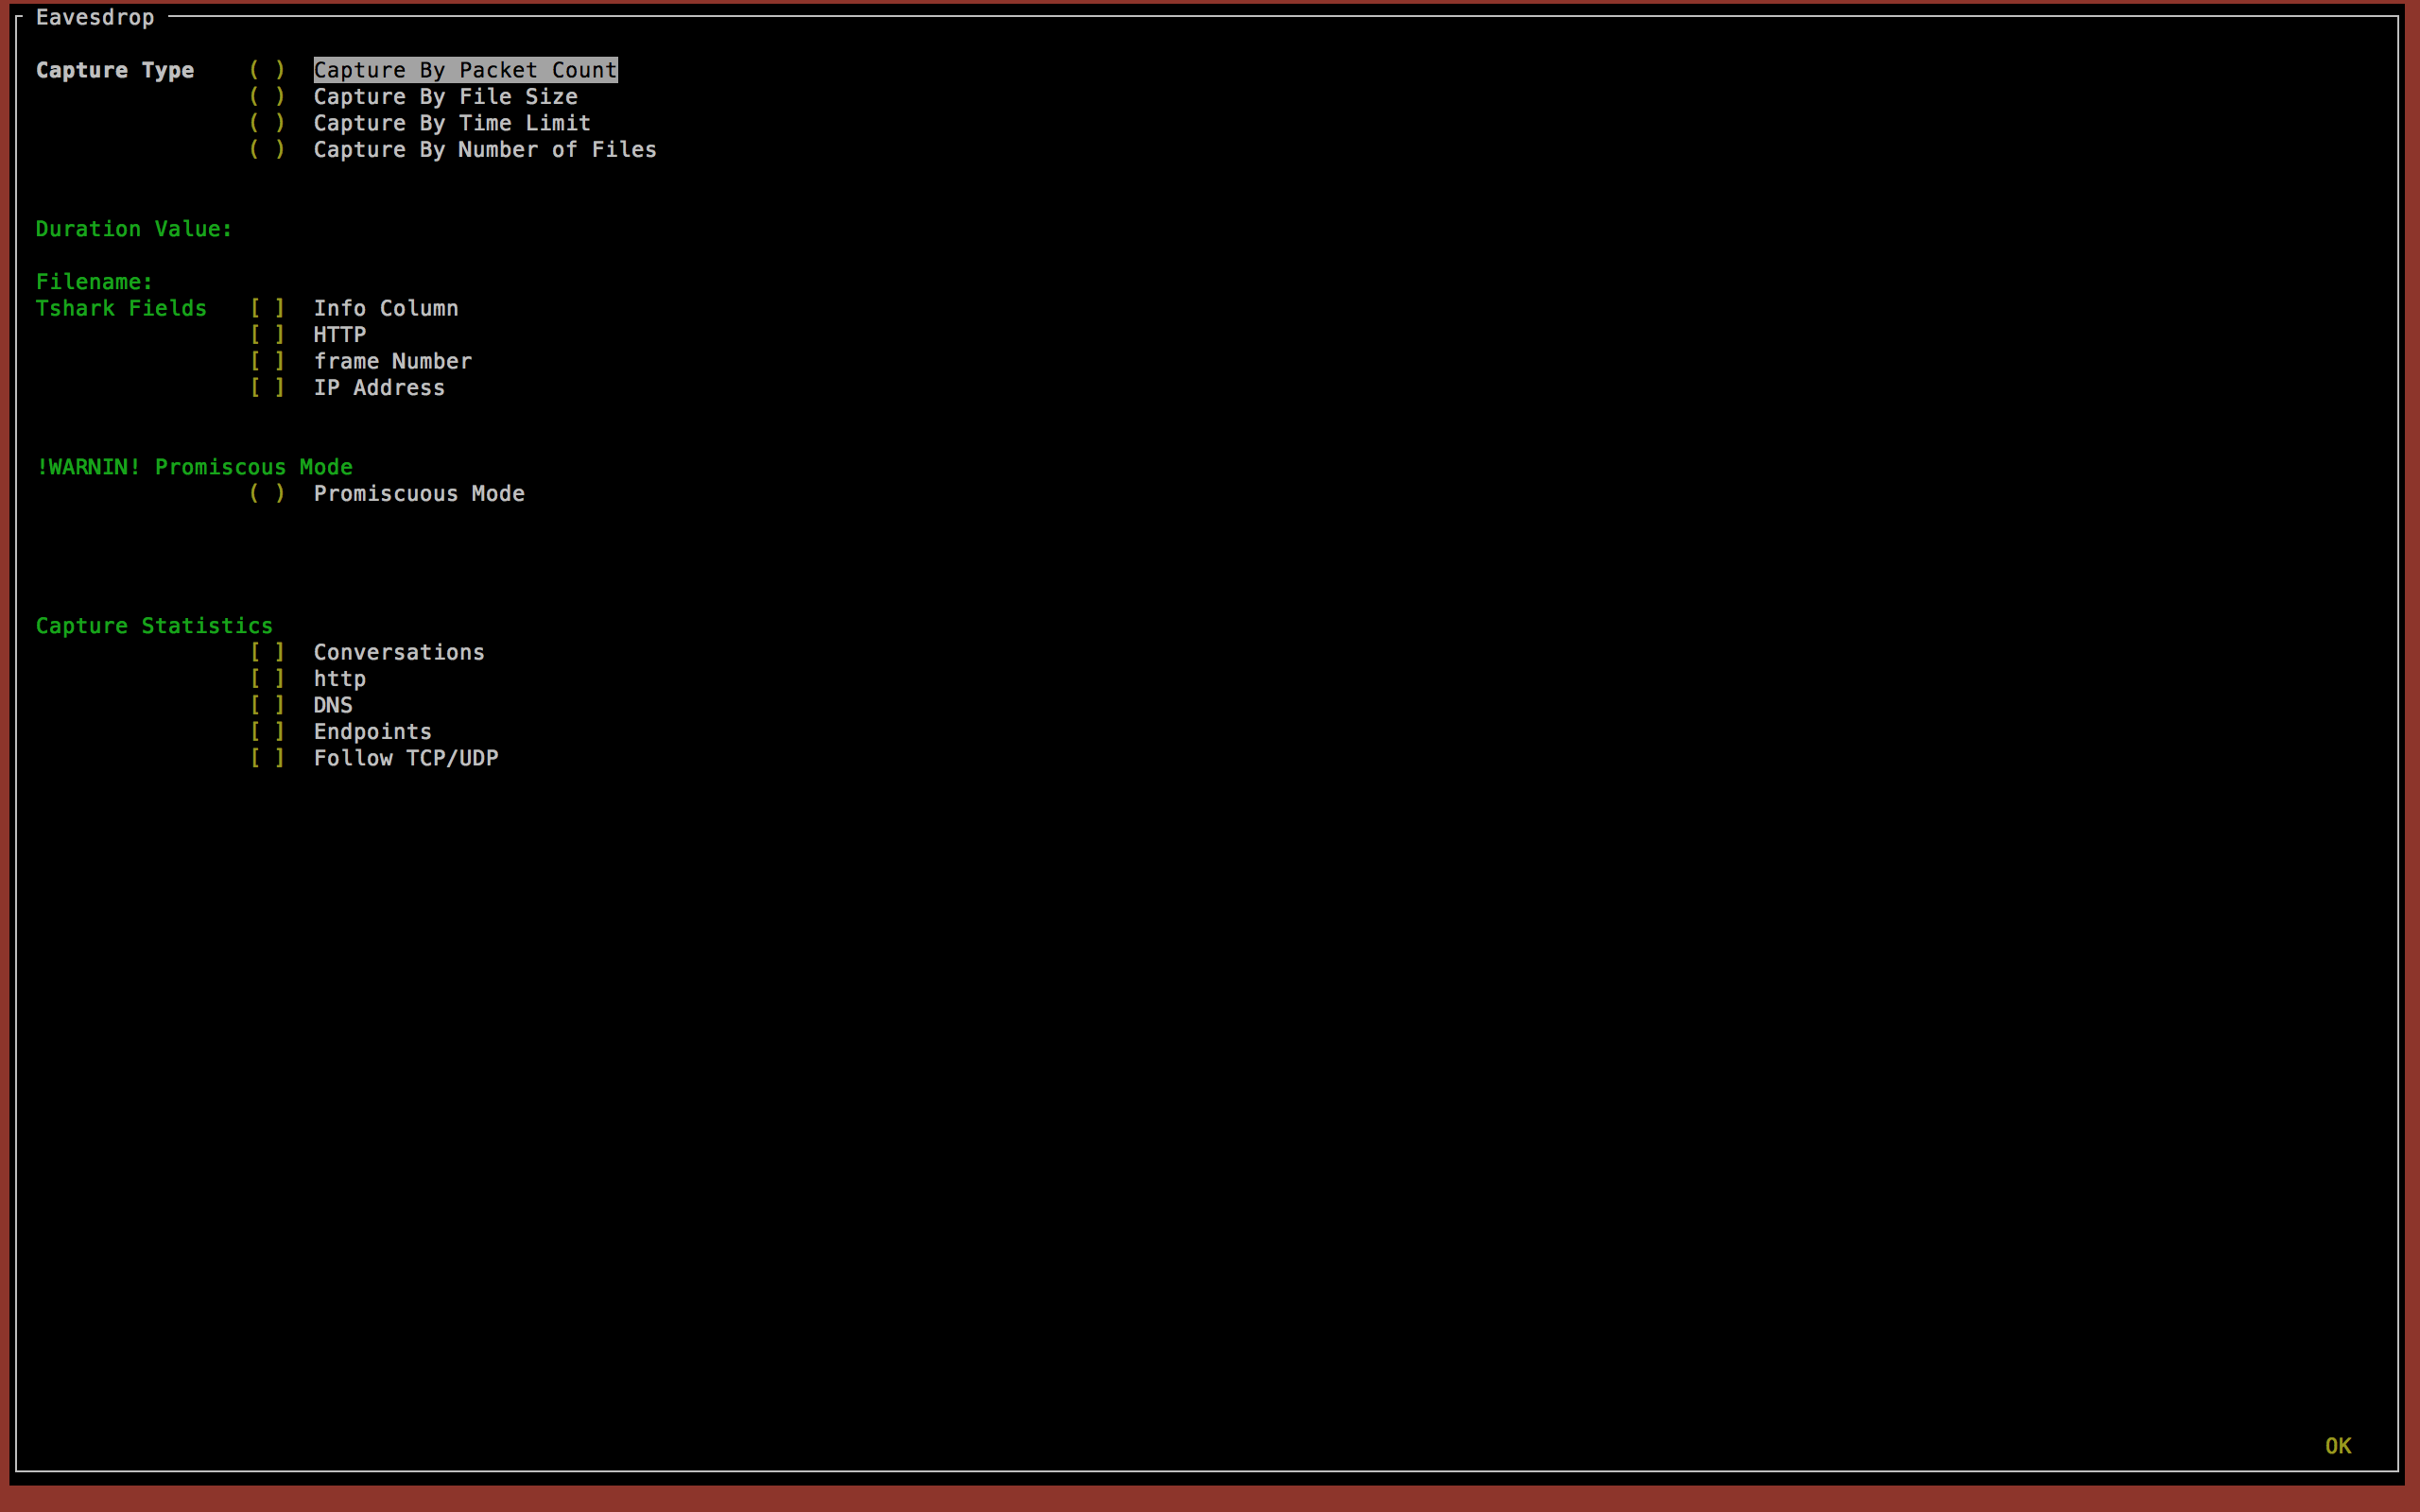 Eavesdrop
Capture Type ( ) Capture By Packet Count
( ) Capture By File Size
( ) Capture By Time Limit
( ) Capture By Number of Files
Duration Value:
Filename:
Tshark Fields [ ] Info Column
[ ] HTTP
[ ] frame Number
[ ] IP Address
!WARNIN! Promiscous Mode
( ) Promiscuous Mode
Capture Statistics
[ ] Conversations
[ ] http
[ ] DNS
[ ] Endpoints
[ ] Follow TCP/UDP
OK